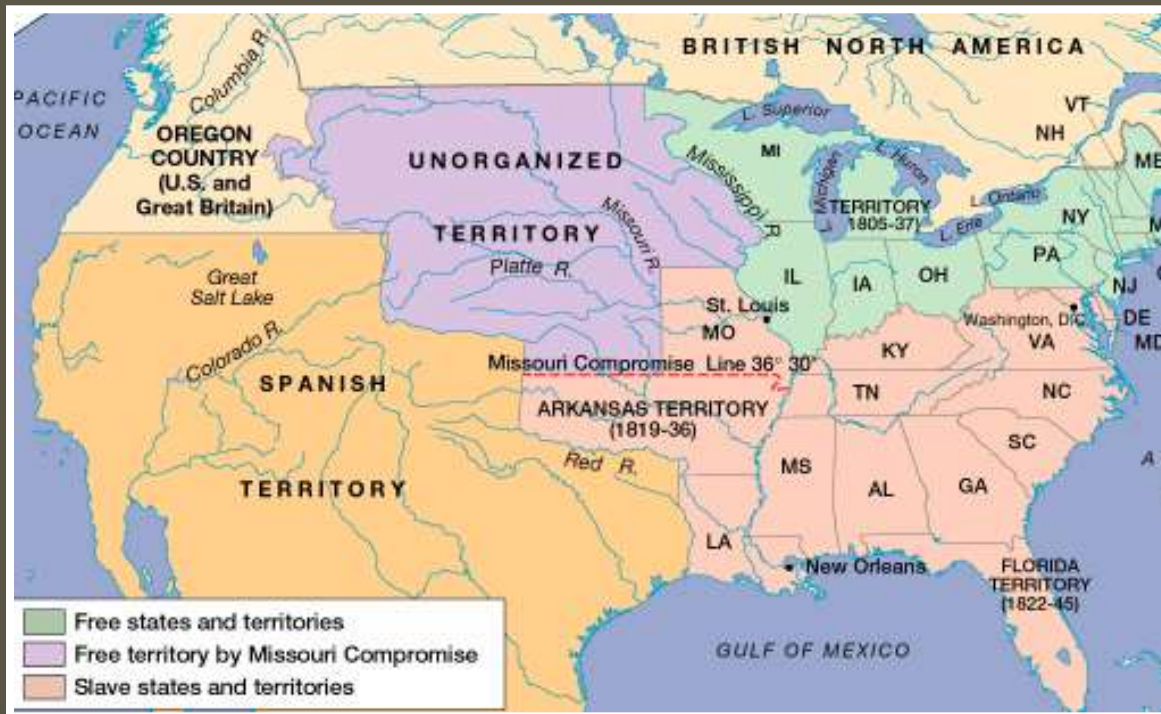 BRITISH NORTH AMERICA
PACIFIC
OCEAN
Columbia R.
OREGON
COUNTRY
(U.S. and
Great Britain)
UNORGANIZED
TERRITORY
Missouri R.
Platte R.
Mississippi R.
L. Superior
MI
L. Michigan
L. Huron
TERRITORY
1805-37)
L. Ontario
L. Erie
VT
NH
ME
NY
M
PA
NJ
C
DE
MD
Washington, D.C.
IL
IA
OH
St. Louis
MO
KY
VA
Great
Salt Lake
Colorado R.
SPANISH
TERRITORY
Missouri Compromise Line 36° 30"
ARKANSAS TERRITORY
(1819-36)
Red R.
TN
NC
SC
MS
AL
GA
A
LA
New Orleans
FLORIDA
TERRITORY
(1822-45)
GULF OF MEXICO
Free states and territories
Free territory by Missouri Compromise
Slave states and territories